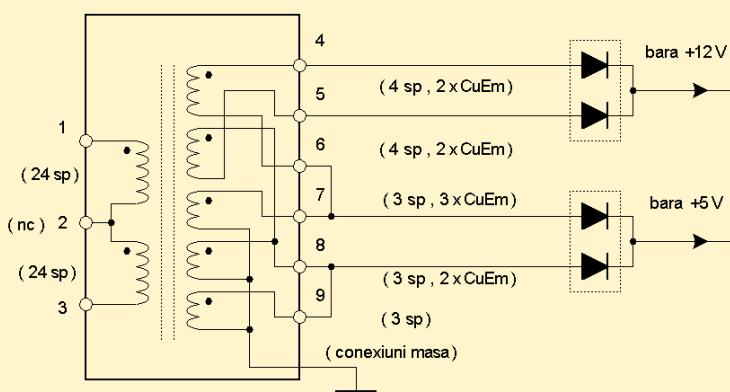 4
bara +12 V
( 4 sp , 2 x CuEm)
5
1
6
( 4 sp , 2 x CuEm)
( 24 sp )
7
( 3 sp , 3 x CuEm)
bara +5 V
( nc )
2
8
( 24 sp )
( 3 sp , 2 x CuEm)
9
3
( 3 sp )
( conexiuni masa)